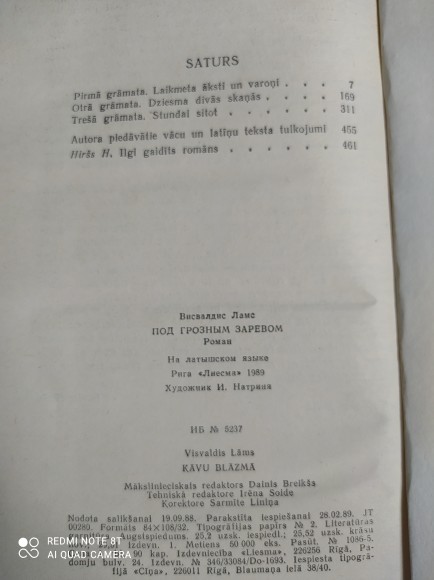 SATURS
Pirmā grāmata. Laikmeta āksti un varoņi . . . 7
Otrā grāmata. Dziesma divās skaņās . . . . 169
Trešā grāmata. Stundai sitot . . . . . 311
Autora piedāvātie vācu un latīņu teksta tulkojumi 455
Hiršs H. Ilgi gaidīts romāns . . . . . 461
Висвалдис Ламс
ПОД ГРОЗНЫМ ЗАРЕВОМ
Роман
На латышском языке
Рига «Лиесма» 1989
Художник И. Натриня
ИБ № 5237
Visvaldis Lāms
KĀVU BLĀZMĀ
Mākslinieciskais redaktors Dainis Breikšs
Tehniskā redaktore Irēna Soide
Korektore Sarmīte Liniņa
Nodota salikšanai 19.09.88. Parakstīta iespiešanai 28.02.89. JT
00280. Formāts 84×108/32. Tipogrāfijas papīrs № 2. Literatūras
garnitūra. Augstspiedums. 25,2 uzsk. iespiedl.; 25,52 uzsk. krāsu
izdevn. l. Metiens 50 000 eks. Pasūt. № 1086-5.
90 kap. Izdevniecība «Liesma», 226256 Rīgā, Pa-
domju bulv. 24. Izdevn. № 346/33084/Do-1693. Iespiesta tipogrā-
fijā «Cīņa», 226011 Rīgā, Blaumaņa ielā 38/40.
REDMI NOTE 8T
AI QUAD CAMERA